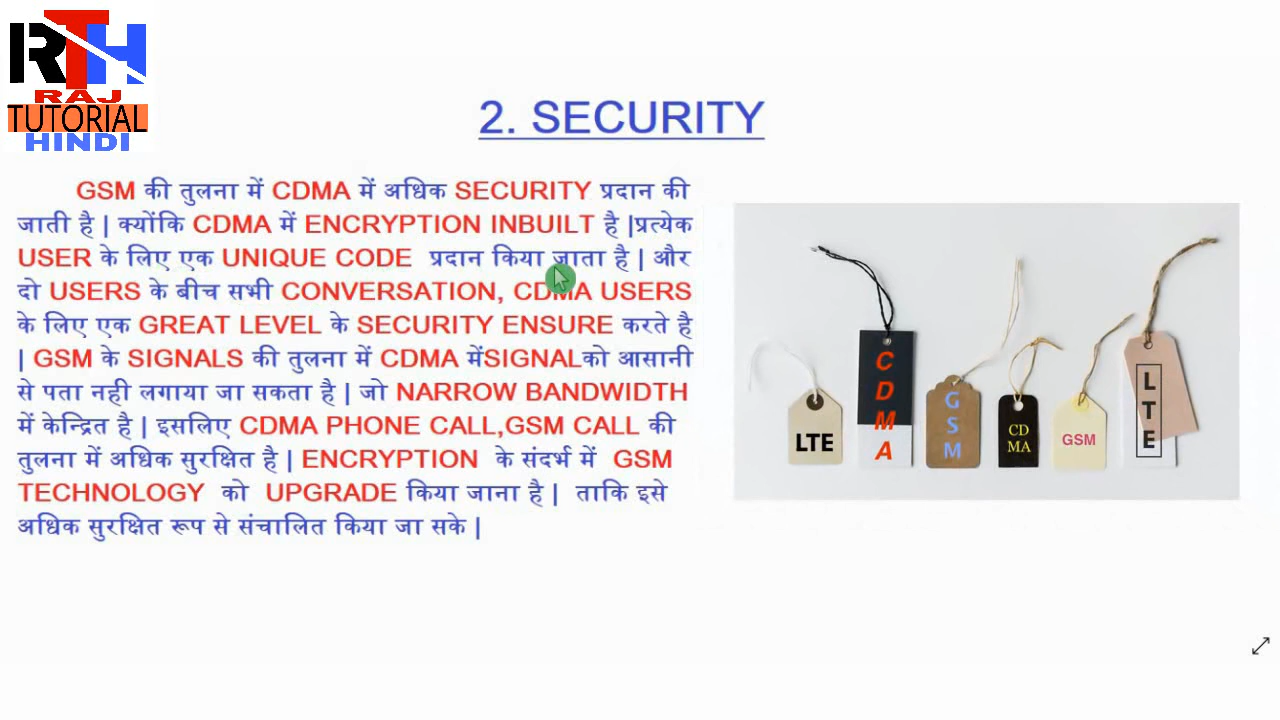 RTH
RAJ
TUTORIAL
HINDI
2. SECURITY
GSM की तुलना में CDMA में अधिक SECURITY प्रदान की
जाती है | क्योंकि CDMA में ENCRYPTION INBUILT है |प्रत्येक
USER के लिए एक UNIQUE CODE प्रदान किया जाता है | और
दो USERS के बीच सभी CONVERSATION, CDMA USERS
के लिए एक GREAT LEVEL के SECURITY ENSURE करते है
| GSM के SIGNALS की तुलना में CDMA मेंSIGNALको आसानी
से पता नही लगाया जा सकता है | जो NARROW BANDWIDTH
में केन्द्रित है | इसलिए CDMA PHONE CALL,GSM CALL की
तुलना में अधिक सुरक्षित है | ENCRYPTION के संदर्भ में GSM
TECHNOLOGY को UPGRADE किया जाना है | ताकि इसे
अधिक सुरक्षित रूप से संचालित किया जा सके |
LTE
CDMA
GSM
CD
MA
GSM
LTE